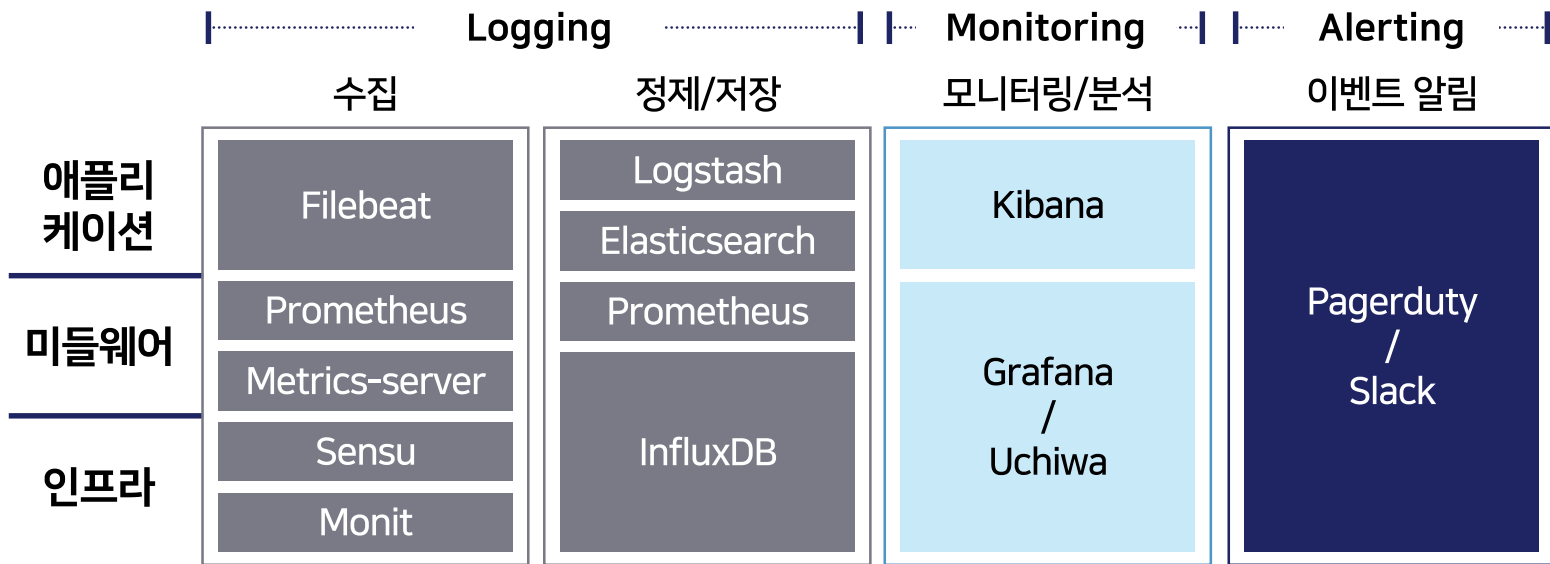 Logging
Monitoring
Alerting
수집
정제/저장
모니터링/분석
이벤트 알림
애플리
케이션
미들웨어
인프라
Filebeat
Prometheus
Metrics-server
Sensu
Monit
Logstash
Elasticsearch
Prometheus
InfluxDB
Kibana
Grafana
/
Uchiwa
Pagerduty
/
Slack